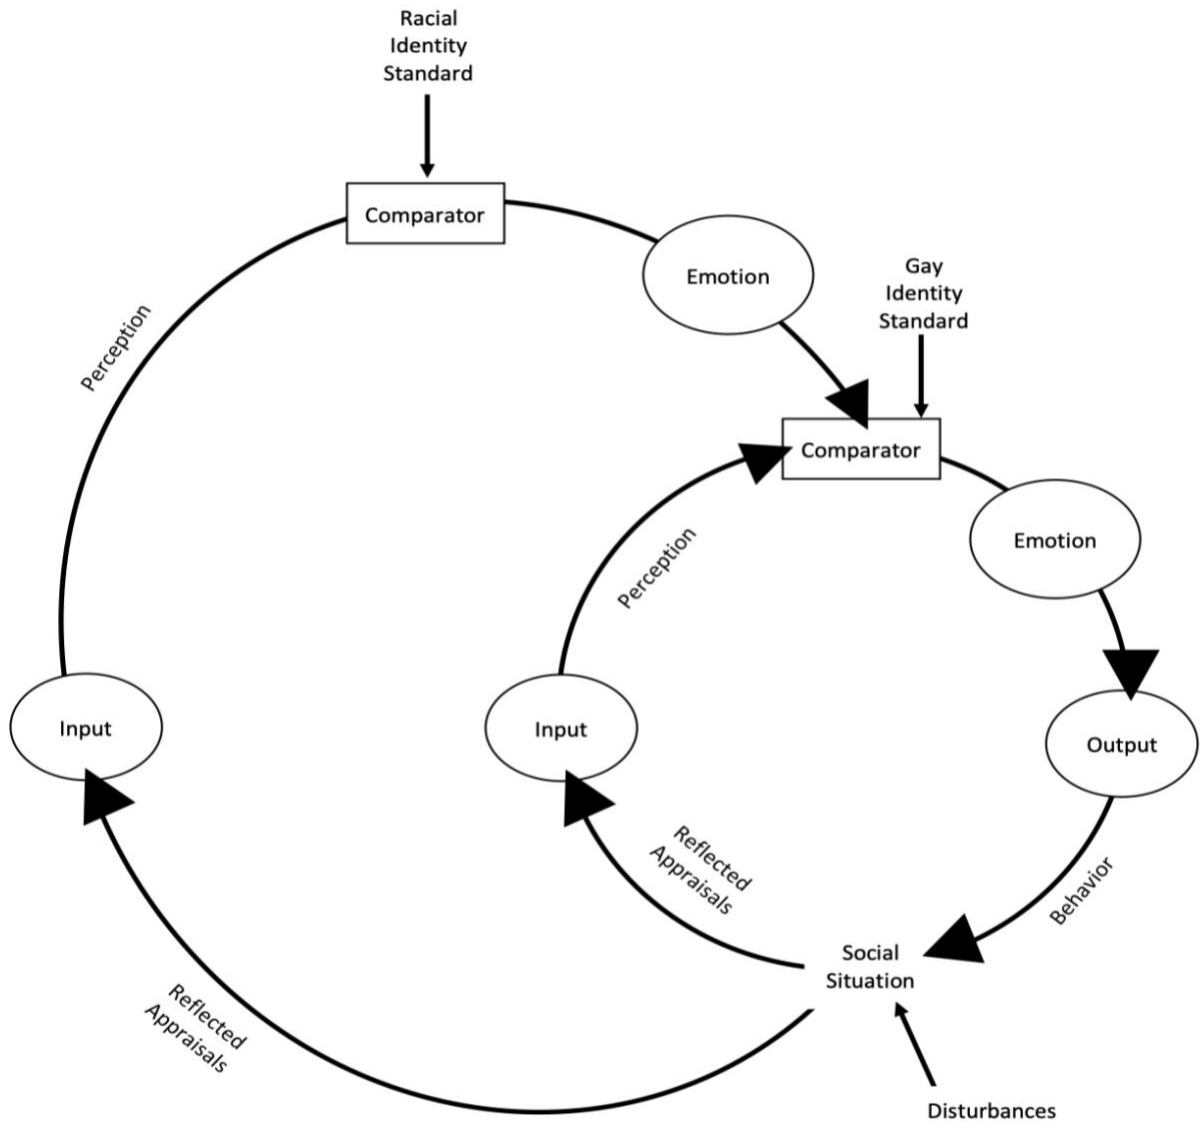 Racial
Identity
Standard
Comparator
Emotion
Gay
Identity
Standard
Perception
Comparator
Perception
Emotion
Input
Input
Output
Reflected
Appraisals
Behavior
Social
Situation
Reflected
Appraisals
Disturbances